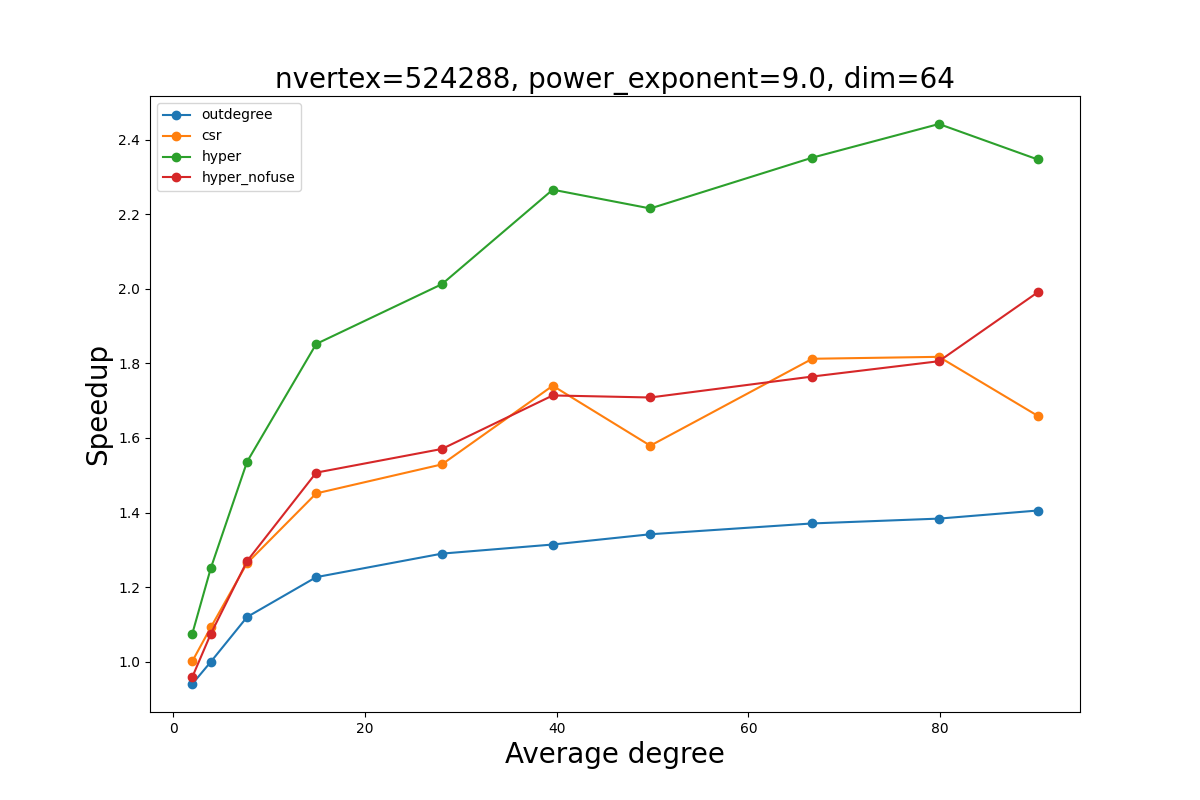 nvertex=524288, power_exponent=9.0, dim=64
outdegree
csr
hyper
hyper_nofuse
Speedup
2.4
2.2
2.0
1.8
1.6
1.4
1.2
1.0
0 20 40 60 80
Average degree